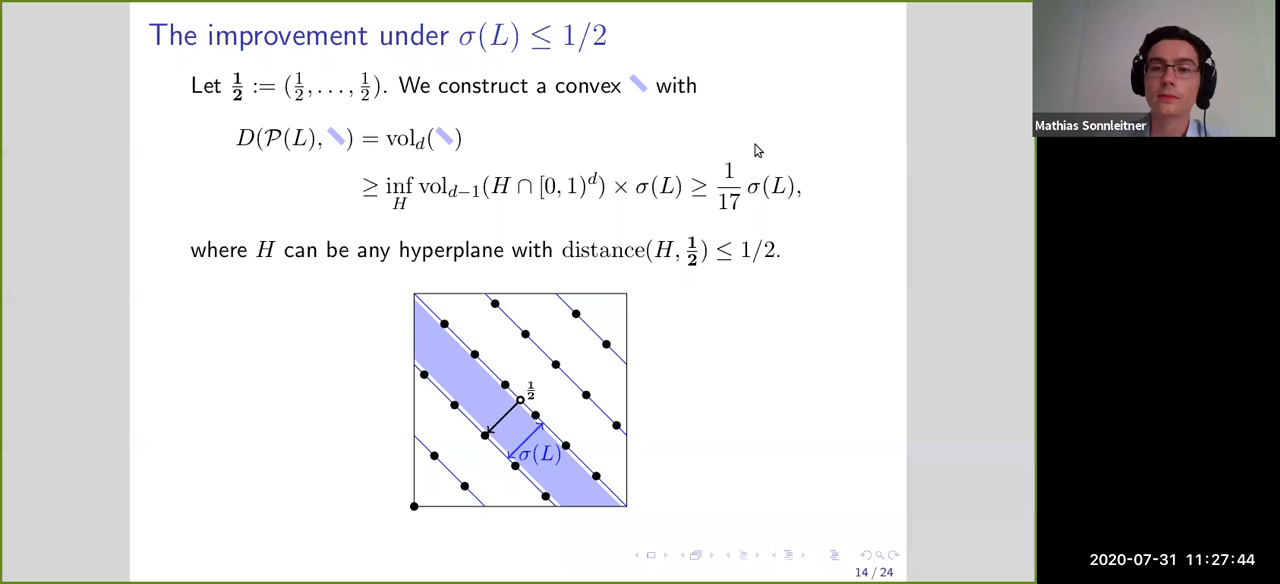 The improvement under σ(L) ≤ 1/2
Let 𝟏/𝟐 := (1/2, . . . , 1/2). We construct a convex with
D(𝒫(L), ) = vol_d( )
≥ inf_H vol_{d−1}(H ∩ [0, 1)^d) × σ(L) ≥ 1/17 σ(L),
where H can be any hyperplane with distance(H, 𝟏/𝟐) ≤ 1/2.
𝟏/𝟐
σ(L)
14 / 24
Mathias Sonnleitner
2020-07-31 11:27:44